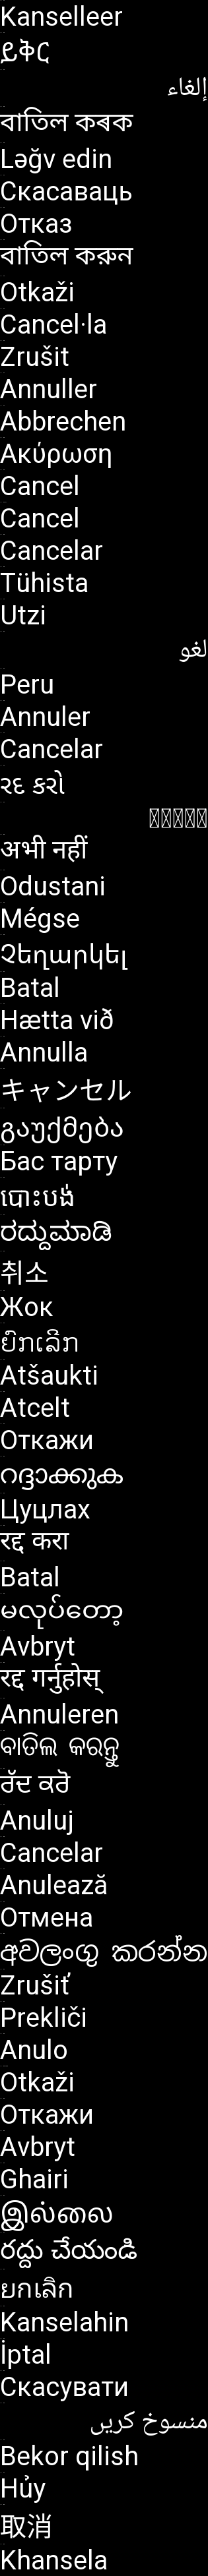 Kanselleer
ይቅር
إلغاء
বাতিল কৰক
Ləğv edin
Скасаваць
Отказ
বাতিল করুন
Otkaži
Cancel·la
Zrušit
Annuller
Abbrechen
Ακύρωση
Cancel
Cancel
Cancelar
Tühista
Utzi
لغو
Peru
Annuler
Cancelar
રદ કરો
अभी नहीं
Odustani
Mégse
Չեղարկել
Batal
Hætta við
Annulla
キャンセル
გაუქმება
Бас тарту
បោះបង់
ರದ್ದುಮಾಡಿ
취소
Жок
ຍົກເລີກ
Atšaukti
Atcelt
Откажи
റദ്ദാക്കുക
Цуцлах
रद्द करा
Batal
မလုပ်တော့
Avbryt
रद्द गर्नुहोस्
Annuleren
ବାତିଲ କରନ୍ତୁ
ਰੱਦ ਕਰੋ
Anuluj
Cancelar
Anulează
Отмена
අවලංගු කරන්න
Zrušiť
Prekliči
Anulo
Otkaži
Откажи
Avbryt
Ghairi
இல்லை
రద్దు చేయండి
ยกเลิก
Kanselahin
İptal
Скасувати
منسوخ کریں
Bekor qilish
Hủy
取消
Khansela